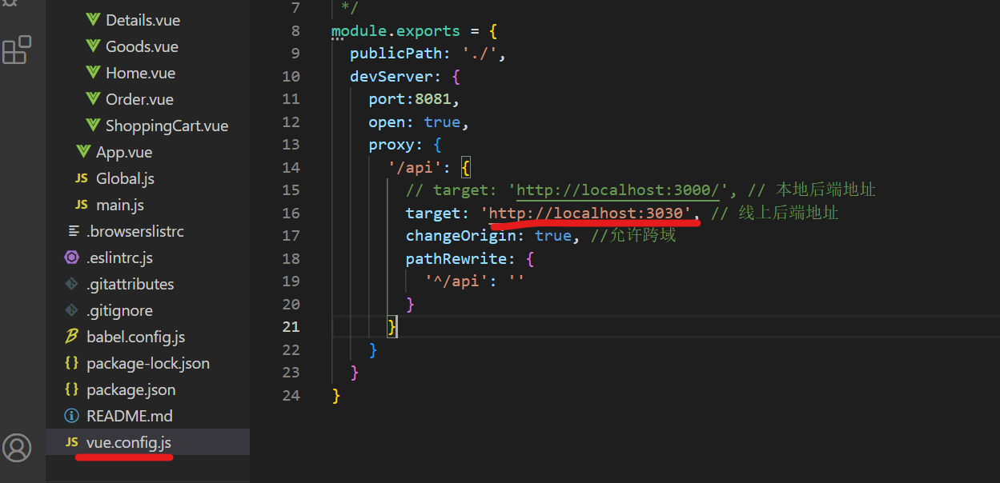 Details.vue
Goods.vue
Home.vue
Order.vue
ShoppingCart.vue
App.vue
JS Global.js
JS main.js
.browserslistrc
.eslintrc.js
.gitattributes
.gitignore
babel.config.js
{} package-lock.json
{} package.json
README.md
JS vue.config.js
7 */
8 module.exports = {
9 publicPath: './',
10 devServer: {
11 port:8081,
12 open: true,
13 proxy: {
14 '/api': {
15 // target: 'http://localhost:3000/', // 本地后端地址
16 target: 'http://localhost:3030', // 线上后端地址
17 changeOrigin: true, //允许跨域
18 pathRewrite: {
19 '^/api': ''
20 }
21 }
22 }
23 }
24 }